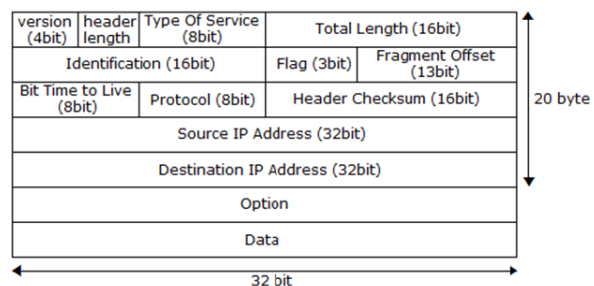 version header Type Of Service Total Length (16bit)
(4bit) length (8bit)
Identification (16bit) Flag (3bit) Fragment Offset
(13bit)
Bit Time to Live Protocol (8bit) Header Checksum (16bit)
(8bit)
20 byte
Source IP Address (32bit)
Destination IP Address (32bit)
Option
Data
32 bit